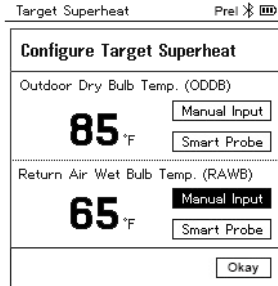 Target Superheat Prel
Configure Target Superheat
Outdoor Dry Bulb Temp. (ODDB)
85 °F
Manual Input
Smart Probe
Return Air Wet Bulb Temp. (RAWB)
65 °F
Manual Input
Smart Probe
Okay